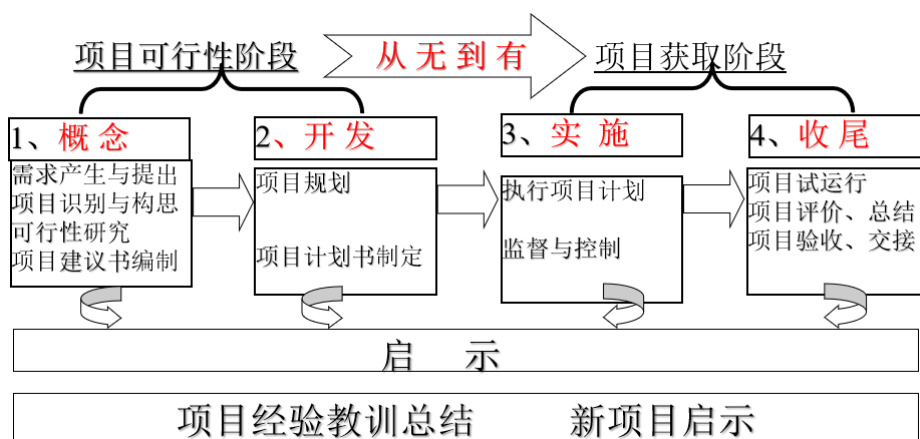 项目可行性阶段
从无到有
项目获取阶段
1、概念
2、开发
3、实施
4、收尾
需求产生与提出
项目识别与构思
可行性研究
项目建议书编制
项目规划
项目计划书制定
执行项目计划
监督与控制
项目试运行
项目评价、总结
项目验收、交接
启 示
项目经验教训总结 新项目启示